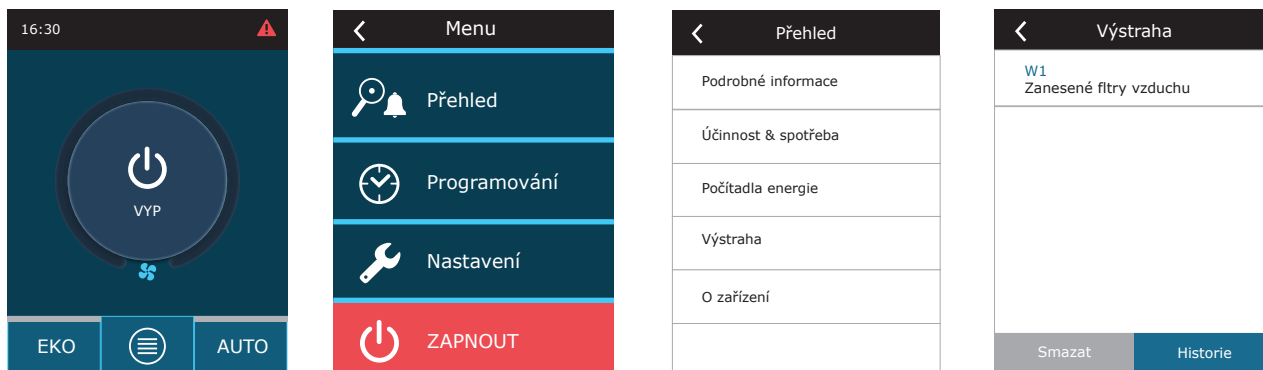 16:30
VYP
EKO
AUTO
Menu
Přehled
Programování
Nastavení
ZAPNOUT
Přehled
Podrobné informace
Účinnost & spotřeba
Počítadla energie
Výstraha
O zařízení
Výstraha
W1
Zanesené fltry vzduchu
Smazat
Historie